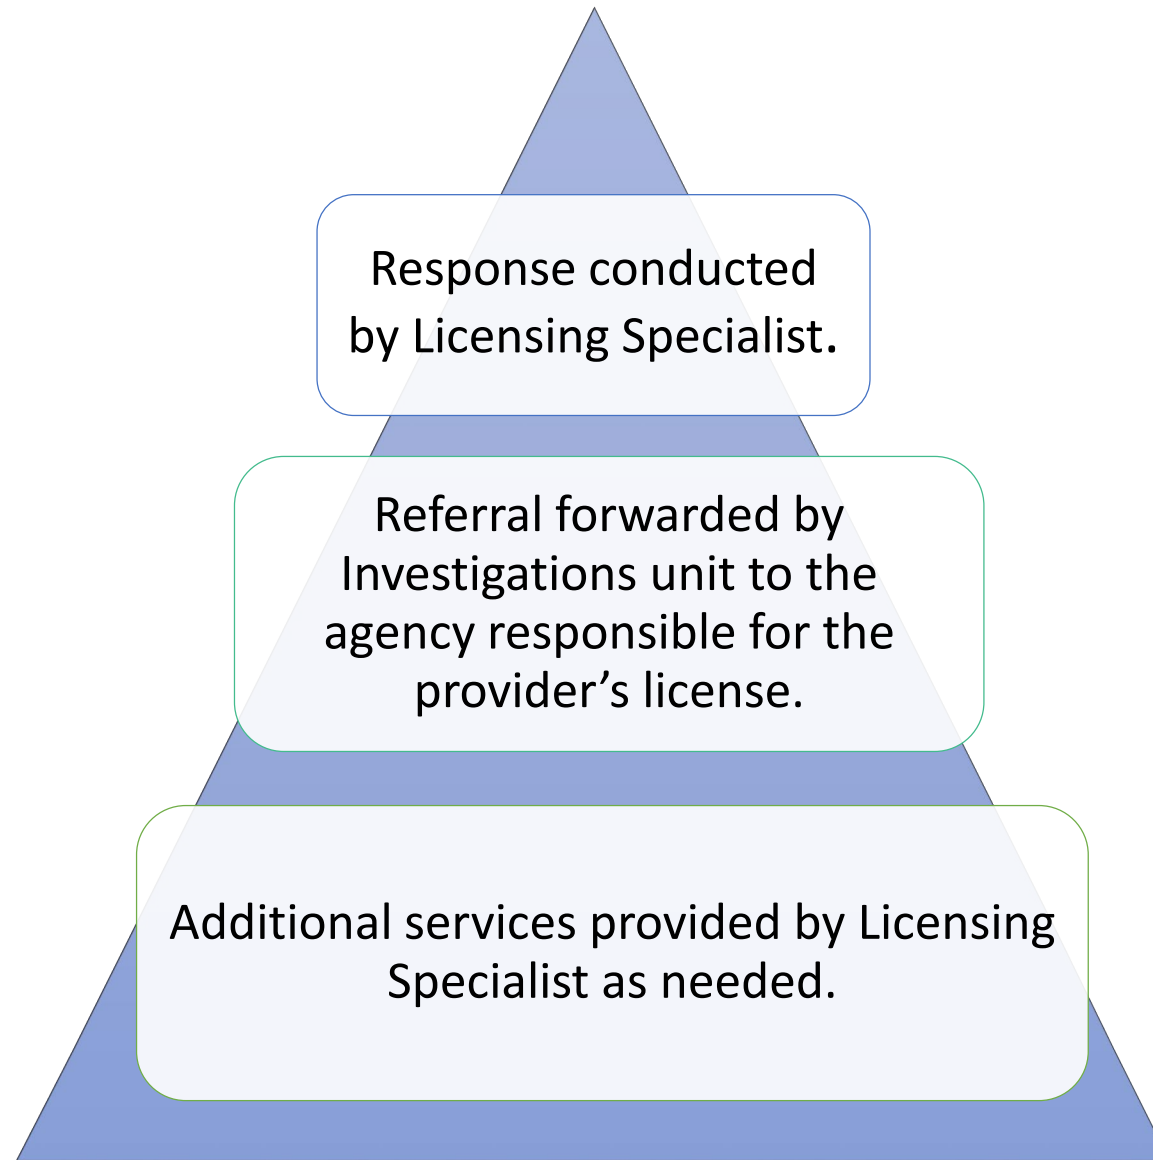 Response conducted
by Licensing Specialist.
Referral forwarded by
Investigations unit to the
agency responsible for the
provider’s license.
Additional services provided by Licensing
Specialist as needed.